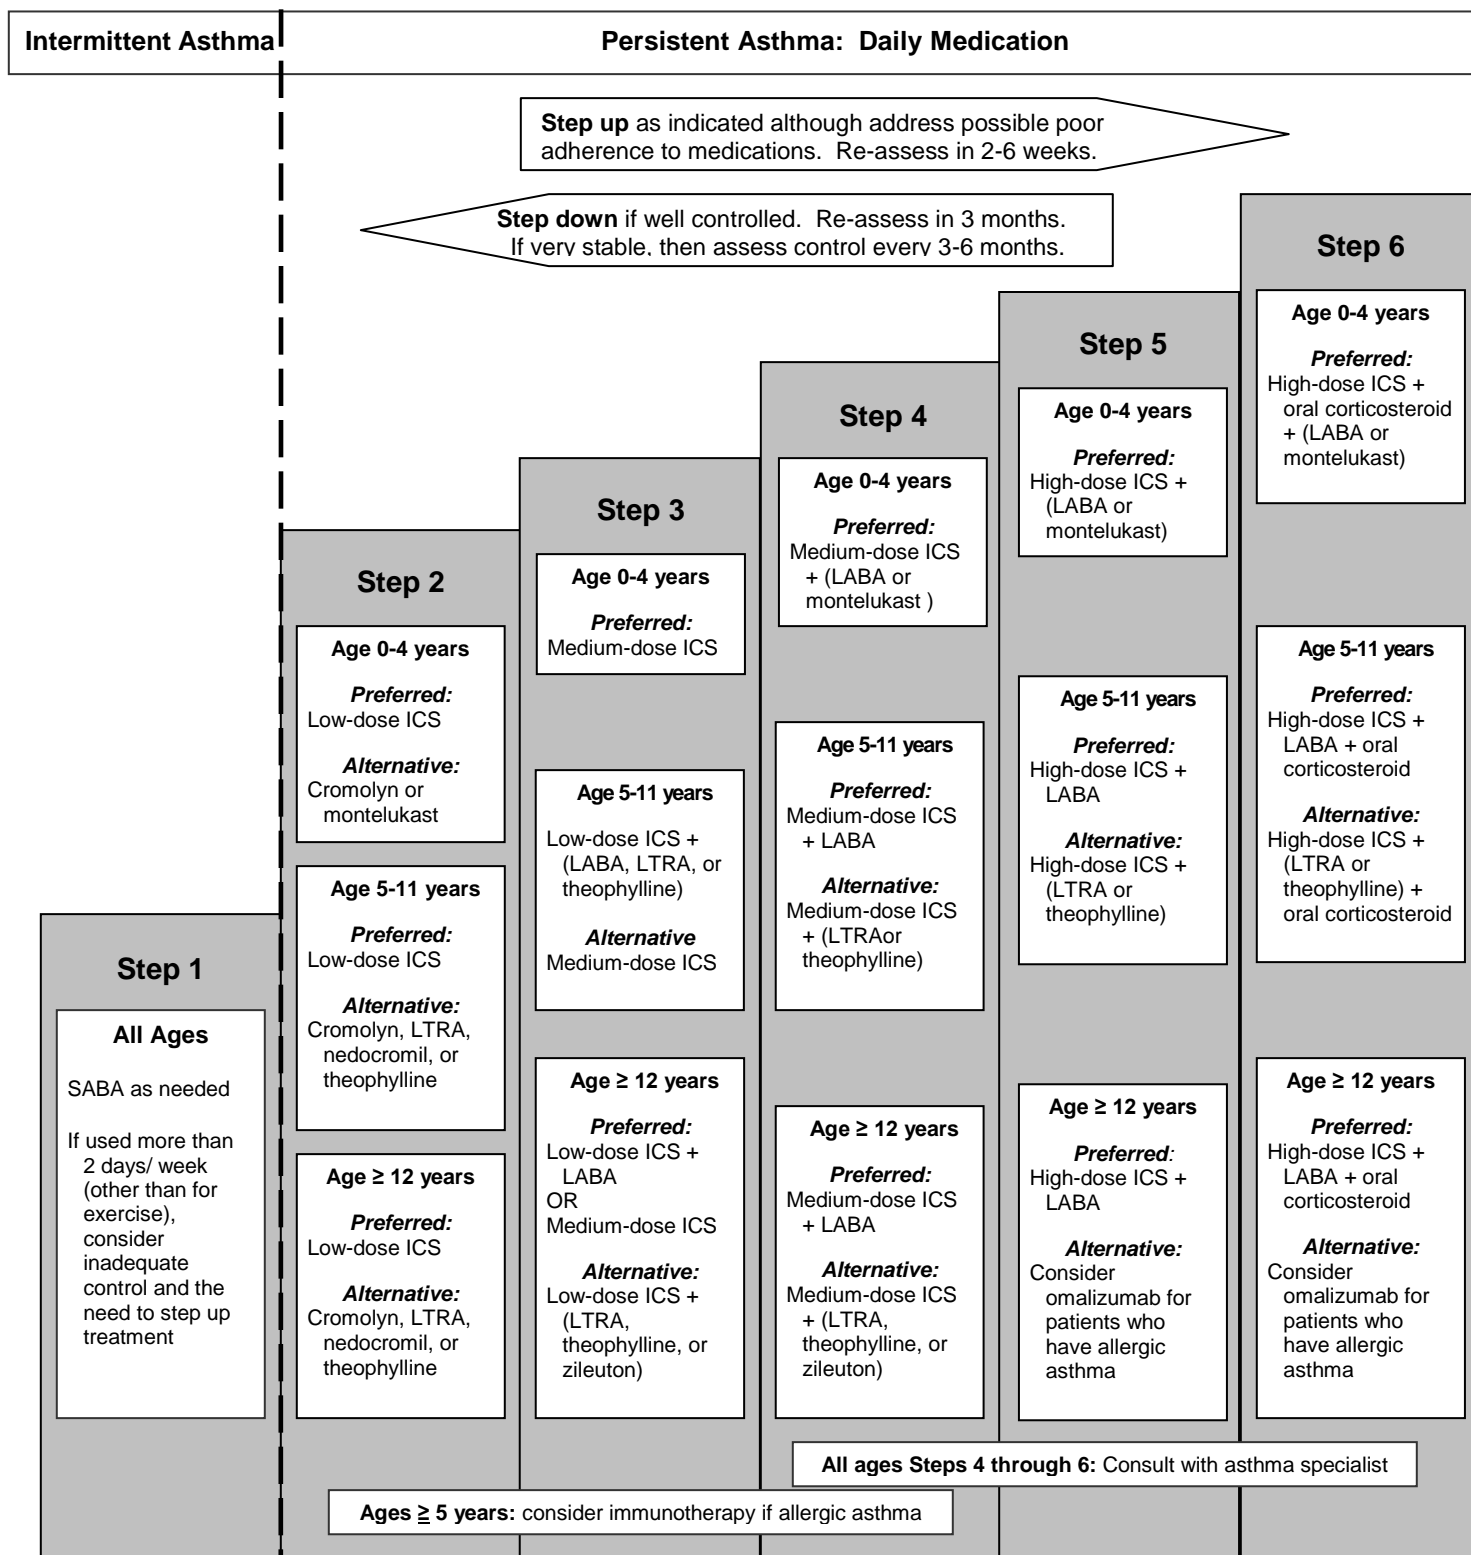 Intermittent Asthma
Persistent Asthma: Daily Medication
Step up as indicated although address possible poor
adherence to medications. Re-assess in 2-6 weeks.
Step down if well controlled. Re-assess in 3 months.
If very stable, then assess control every 3-6 months.
Step 1
All Ages
SABA as needed
If used more than
2 days/ week
(other than for
exercise),
consider
inadequate
control and the
need to step up
treatment
Step 2
Age 0-4 years
Preferred:
Low-dose ICS
Alternative:
Cromolyn or
montelukast
Age 5-11 years
Preferred:
Low-dose ICS
Alternative:
Cromolyn, LTRA,
nedocromil, or
theophylline
Age ≥ 12 years
Preferred:
Low-dose ICS
Alternative:
Cromolyn, LTRA,
nedocromil, or
theophylline
Step 3
Age 0-4 years
Preferred:
Medium-dose ICS
Age 5-11 years
Low-dose ICS +
(LABA, LTRA, or
theophylline)
Alternative
Medium-dose ICS
Age ≥ 12 years
Preferred:
Low-dose ICS +
LABA
OR
Medium-dose ICS
Alternative:
Low-dose ICS +
(LTRA,
theophylline, or
zileuton)
Step 4
Age 0-4 years
Preferred:
Medium-dose ICS
+ (LABA or
montelukast )
Age 5-11 years
Preferred:
Medium-dose ICS
+ LABA
Alternative:
Medium-dose ICS
+ (LTRAor
theophylline)
Age ≥ 12 years
Preferred:
Medium-dose ICS
+ LABA
Alternative:
Medium-dose ICS
+ (LTRA,
theophylline, or
zileuton)
Step 5
Age 0-4 years
Preferred:
High-dose ICS +
(LABA or
montelukast)
Age 5-11 years
Preferred:
High-dose ICS +
LABA
Alternative:
High-dose ICS +
(LTRA or
theophylline)
Age ≥ 12 years
Preferred:
High-dose ICS +
LABA
Alternative:
Consider
omalizumab for
patients who
have allergic
asthma
Step 6
Age 0-4 years
Preferred:
High-dose ICS +
oral corticosteroid
+ (LABA or
montelukast)
Age 5-11 years
Preferred:
High-dose ICS +
LABA + oral
corticosteroid
Alternative:
High-dose ICS +
(LTRA or
theophylline) +
oral corticosteroid
Age ≥ 12 years
Preferred:
High-dose ICS +
LABA + oral
corticosteroid
Alternative:
Consider
omalizumab for
patients who
have allergic
asthma
All ages Steps 4 through 6: Consult with asthma specialist
Ages ≥ 5 years: consider immunotherapy if allergic asthma